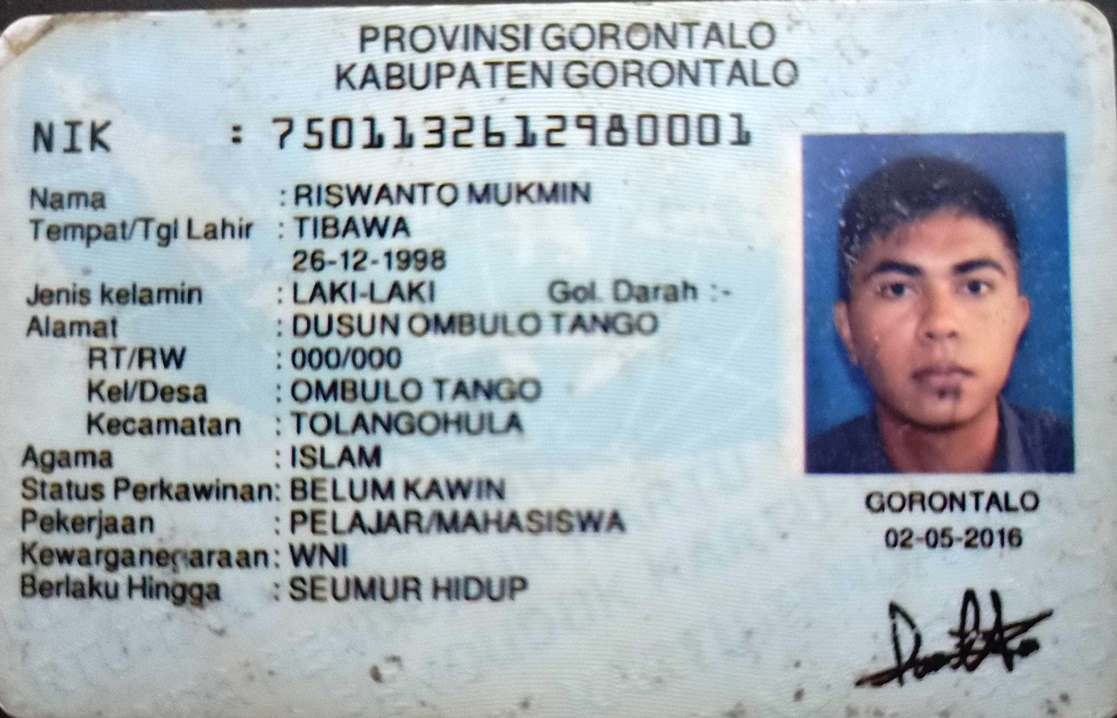 PROVINSI GORONTALO
KABUPATEN GORONTALO
NIK : 7501132612980001
Nama : RISWANTO MUKMIN
Tempat/Tgl Lahir : TIBAWA
26-12-1998
Jenis kelamin : LAKI-LAKI Gol. Darah :-
Alamat : DUSUN OMBULO TANGO
RT/RW : 000/000
Kel/Desa : OMBULO TANGO
Kecamatan : TOLANGOHULA
Agama : ISLAM
Status Perkawinan: BELUM KAWIN
Pekerjaan : PELAJAR/MAHASISWA
Kewarganegaraan: WNI
Berlaku Hingga : SEUMUR HIDUP
GORONTALO
02-05-2016